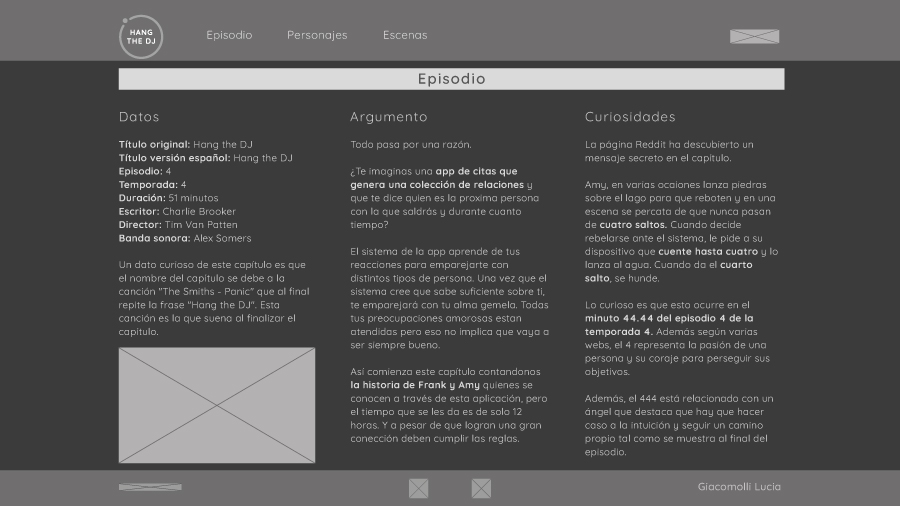 HANG
THE DJ
Episodio
Personajes
Escenas
Episodio
Datos
Título original: Hang the DJ
Título versión español: Hang the DJ
Episodio: 4
Temporada: 4
Duración: 51 minutos
Escritor: Charlie Brooker
Director: Tim Van Patten
Banda sonora: Alex Somers
Un dato curioso de este capítulo es que
el nombre del capítulo se debe a la
canción "The Smiths - Panic" que al final
repite la frase "Hang the DJ". Esta
canción es la que suena al finalizar el
capítulo.
Argumento
Todo pasa por una razón.
¿Te imaginas una app de citas que
genera una colección de relaciones y
que te dice quien es la proxima persona
con la que saldrás y durante cuanto
tiempo?
El sistema de la app aprende de tus
reacciones para emparejarte con
distintos tipos de persona. Una vez que el
sistema cree que sabe suficiente sobre ti,
te emparejará con tu alma gemela. Todas
tus preocupaciones amorosas estan
atendidas pero eso no implica que vaya a
ser siempre bueno.
Así comienza este capítulo contandonos
la historia de Frank y Amy quienes se
conocen a través de esta aplicación, pero
el tiempo que se les da es de solo 12
horas. Y a pesar de que logran una gran
conección deben cumplir las reglas.
Curiosidades
La página Reddit ha descubierto un
mensaje secreto en el capítulo.
Amy, en varias ocaiones lanza piedras
sobre el lago para que reboten y en una
escena se percata de que nunca pasan
de cuatro saltos. Cuando decide
rebelarse ante el sistema, le pide a su
dispositivo que cuente hasta cuatro y lo
lanza al agua. Cuando da el cuarto
salto, se hunde.
Lo curioso es que esto ocurre en el
minuto 44.44 del episodio 4 de la
temporada 4. Además según varias
webs, el 4 representa la pasión de una
persona y su coraje para perseguir sus
objetivos.
Además, el 444 está relacionado con un
ángel que destaca que hay que hacer
caso a la intuición y seguir un camino
propio tal como se muestra al final del
episodio.
Giacomolli Lucia